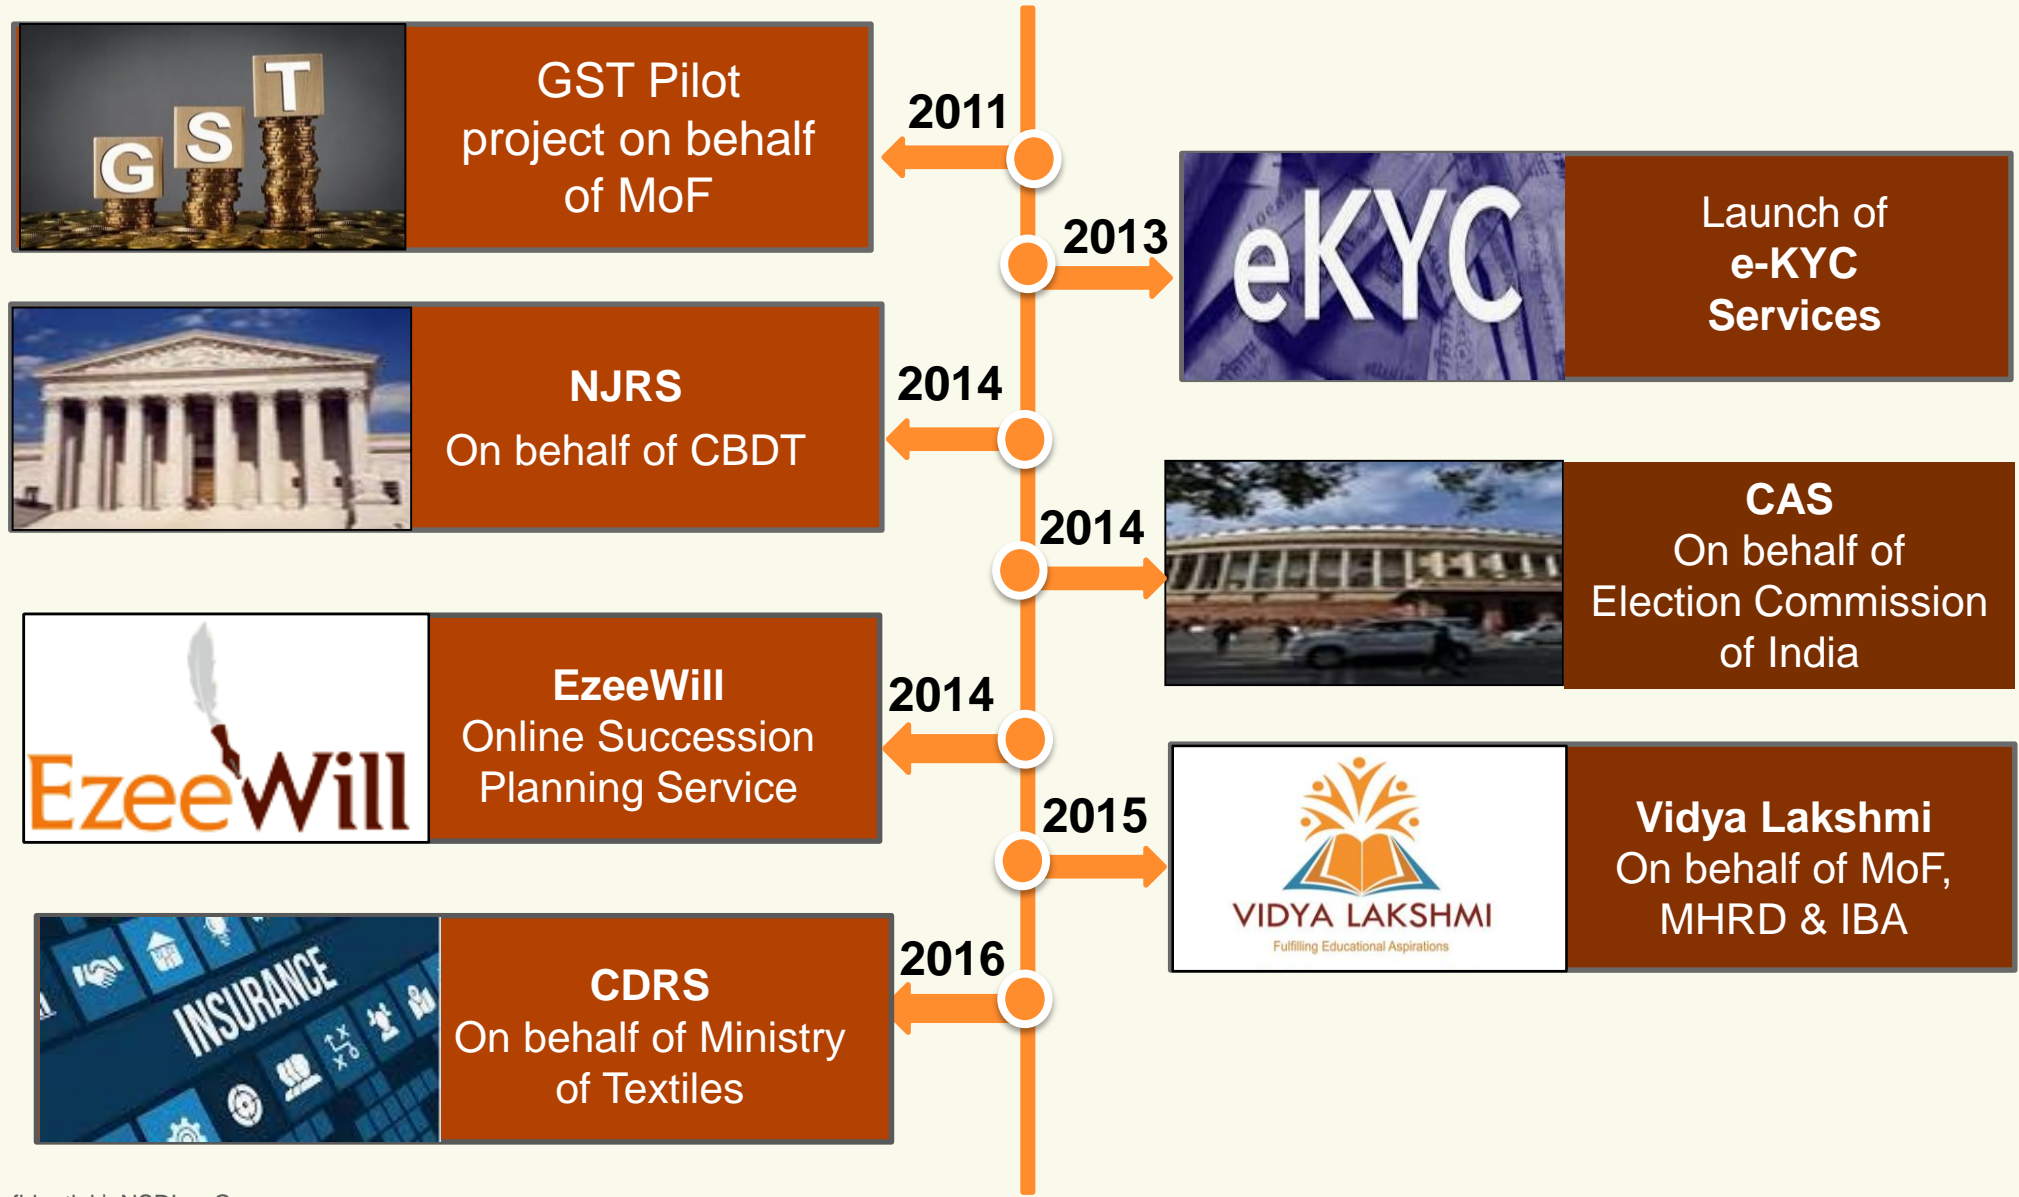 G S T
GST Pilot
project on behalf
of MoF
2011
2013
eKYC
Launch of
e-KYC
Services
NJRS
On behalf of CBDT
2014
2014
CAS
On behalf of
Election Commission
of India
EzeeWill
EzeeWill
Online Succession
Planning Service
2014
2015
VIDYA LAKSHMI
Fulfilling Educational Aspirations
Vidya Lakshmi
On behalf of MoF,
MHRD & IBA
INSURANCE
CDRS
On behalf of Ministry
of Textiles
2016